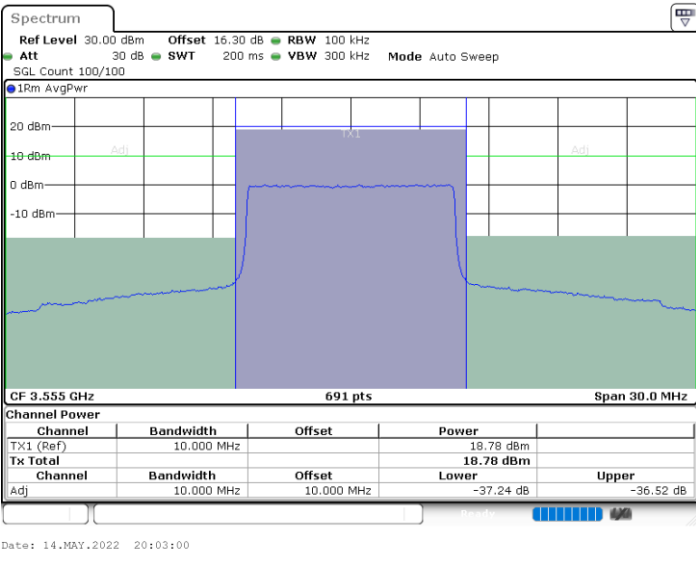 Spectrum
Ref Level 30.00 dBm Offset 16.30 dB RBW 100 kHz
Att 30 dB SWT 200 ms VBW 300 kHz Mode Auto Sweep
SGL Count 100/100
1Rm AvgPwr
20 dBm
TX1
Adj Adj
10 dBm
0 dBm
-10 dBm
CF 3.555 GHz 691 pts Span 30.0 MHz
Channel Power
Channel Bandwidth Offset Power
TX1 (Ref) 10.000 MHz 18.78 dBm
Tx Total 18.78 dBm
Channel Bandwidth Offset Lower Upper
Adj 10.000 MHz 10.000 MHz -37.24 dB -36.52 dB
Ready
Date: 14.MAY.2022 20:03:00